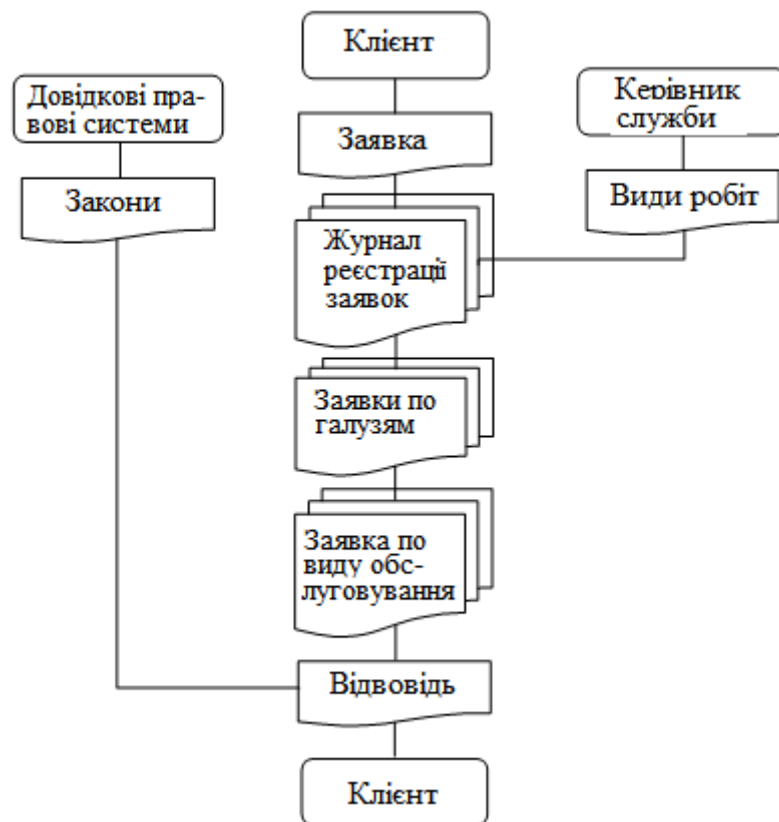 Клієнт
Довідкові пра-
вові системи
Керівник
служби
Заявка
Закони
Види робіт
Журнал
реєстрації
заявок
Заявки по
галузям
Заявка по
виду обс-
луговування
Відвовідь
Клієнт